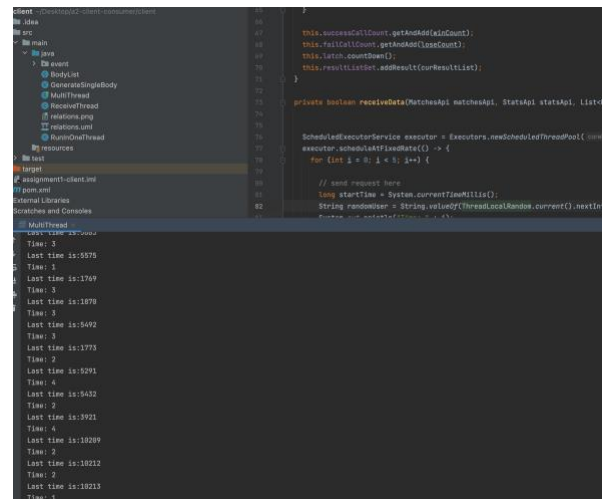 client ~/Desktop/a2-client-consumer/client
.idea
src
main
java
event
BodyList
GenerateSingleBody
MultiThread
ReceiveThread
relations.png
relations.uml
RunInOneThread
resources
test
target
assignment1-client.iml
pom.xml
External Libraries
Scratches and Consoles
}
this.successCallCount.getAndAdd(winCount);
this.failCallCount.getAndAdd(loseCount);
this.latch.countDown();
this.resultListSet.addResult(curResultList);
}
private boolean receiveData(MatchesApi matchesApi, StatsApi statsApi,
ScheduledExecutorService executor = Executors.newScheduledThreadPool(
executor.scheduleAtFixedRate(() -> {
for (int i = 0; i < 5; i++) {
// send request here
long startTime = System.currentTimeMillis();
82 String randomUser = String.valueOf(ThreadLocalRandom.current().nextInt
MultiThread
Time: 3
Last time is:5575
Time: 1
Last time is:1769
Time: 3
Last time is:1870
Time: 3
Last time is:5492
Time: 3
Last time is:1773
Time: 2
Last time is:5291
Time: 4
Last time is:5432
Time: 2
Last time is:3921
Time: 4
Last time is:10209
Time: 2
Last time is:10212
Time: 2
Last time is:10213
Time: 1